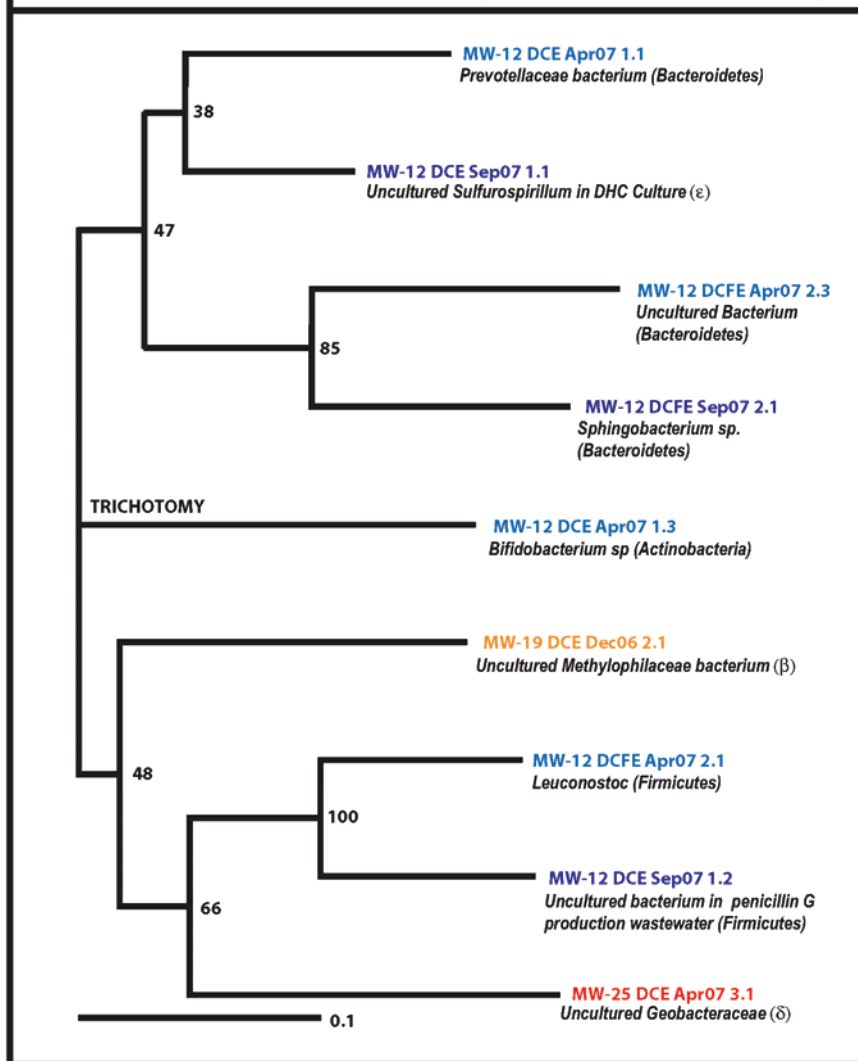 MW-12 DCE Apr07 1.1
Prevotellaceae bacterium (Bacteroidetes)
38
MW-12 DCE Sep07 1.1
Uncultured Sulfurospirillum in DHC Culture (ε)
47
MW-12 DCFE Apr07 2.3
Uncultured Bacterium
(Bacteroidetes)
85
MW-12 DCFE Sep07 2.1
Sphingobacterium sp.
(Bacteroidetes)
TRICHOTOMY
MW-12 DCE Apr07 1.3
Bifidobacterium sp (Actinobacteria)
MW-19 DCE Dec06 2.1
Uncultured Methylophilaceae bacterium (β)
48
MW-12 DCFE Apr07 2.1
Leuconostoc (Firmicutes)
100
MW-12 DCE Sep07 1.2
Uncultured bacterium in penicillin G
production wastewater (Firmicutes)
66
MW-25 DCE Apr07 3.1
Uncultured Geobacteraceae (δ)
0.1